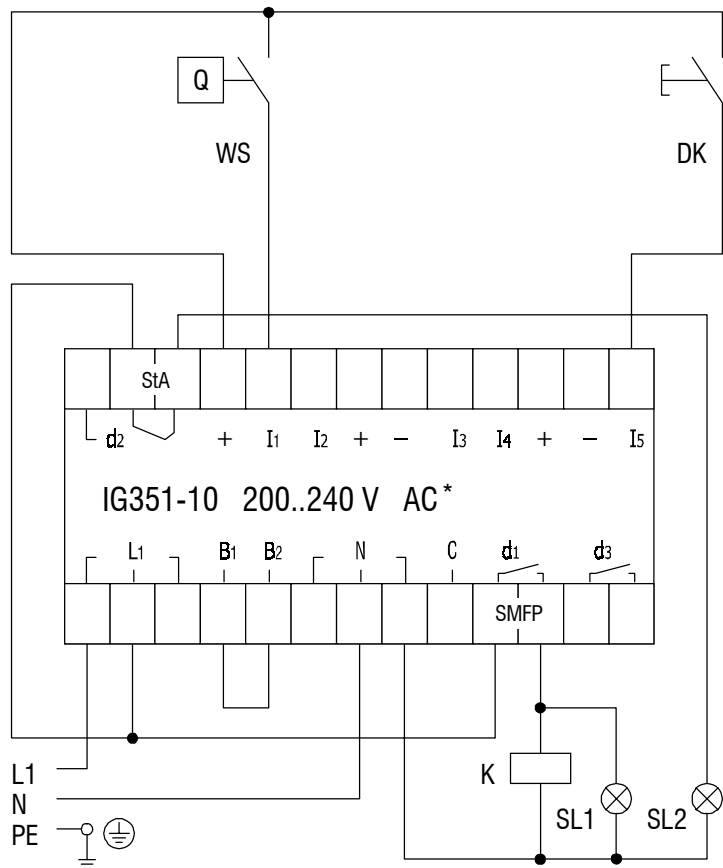 Q
WS
DK
StA
d2 + I1 I2 + − I3 I4 + − I5
IG351-10 200..240 V AC*
L1 B1 B2 N C d1 d3
SMFP
L1
N
PE
K
SL1
SL2